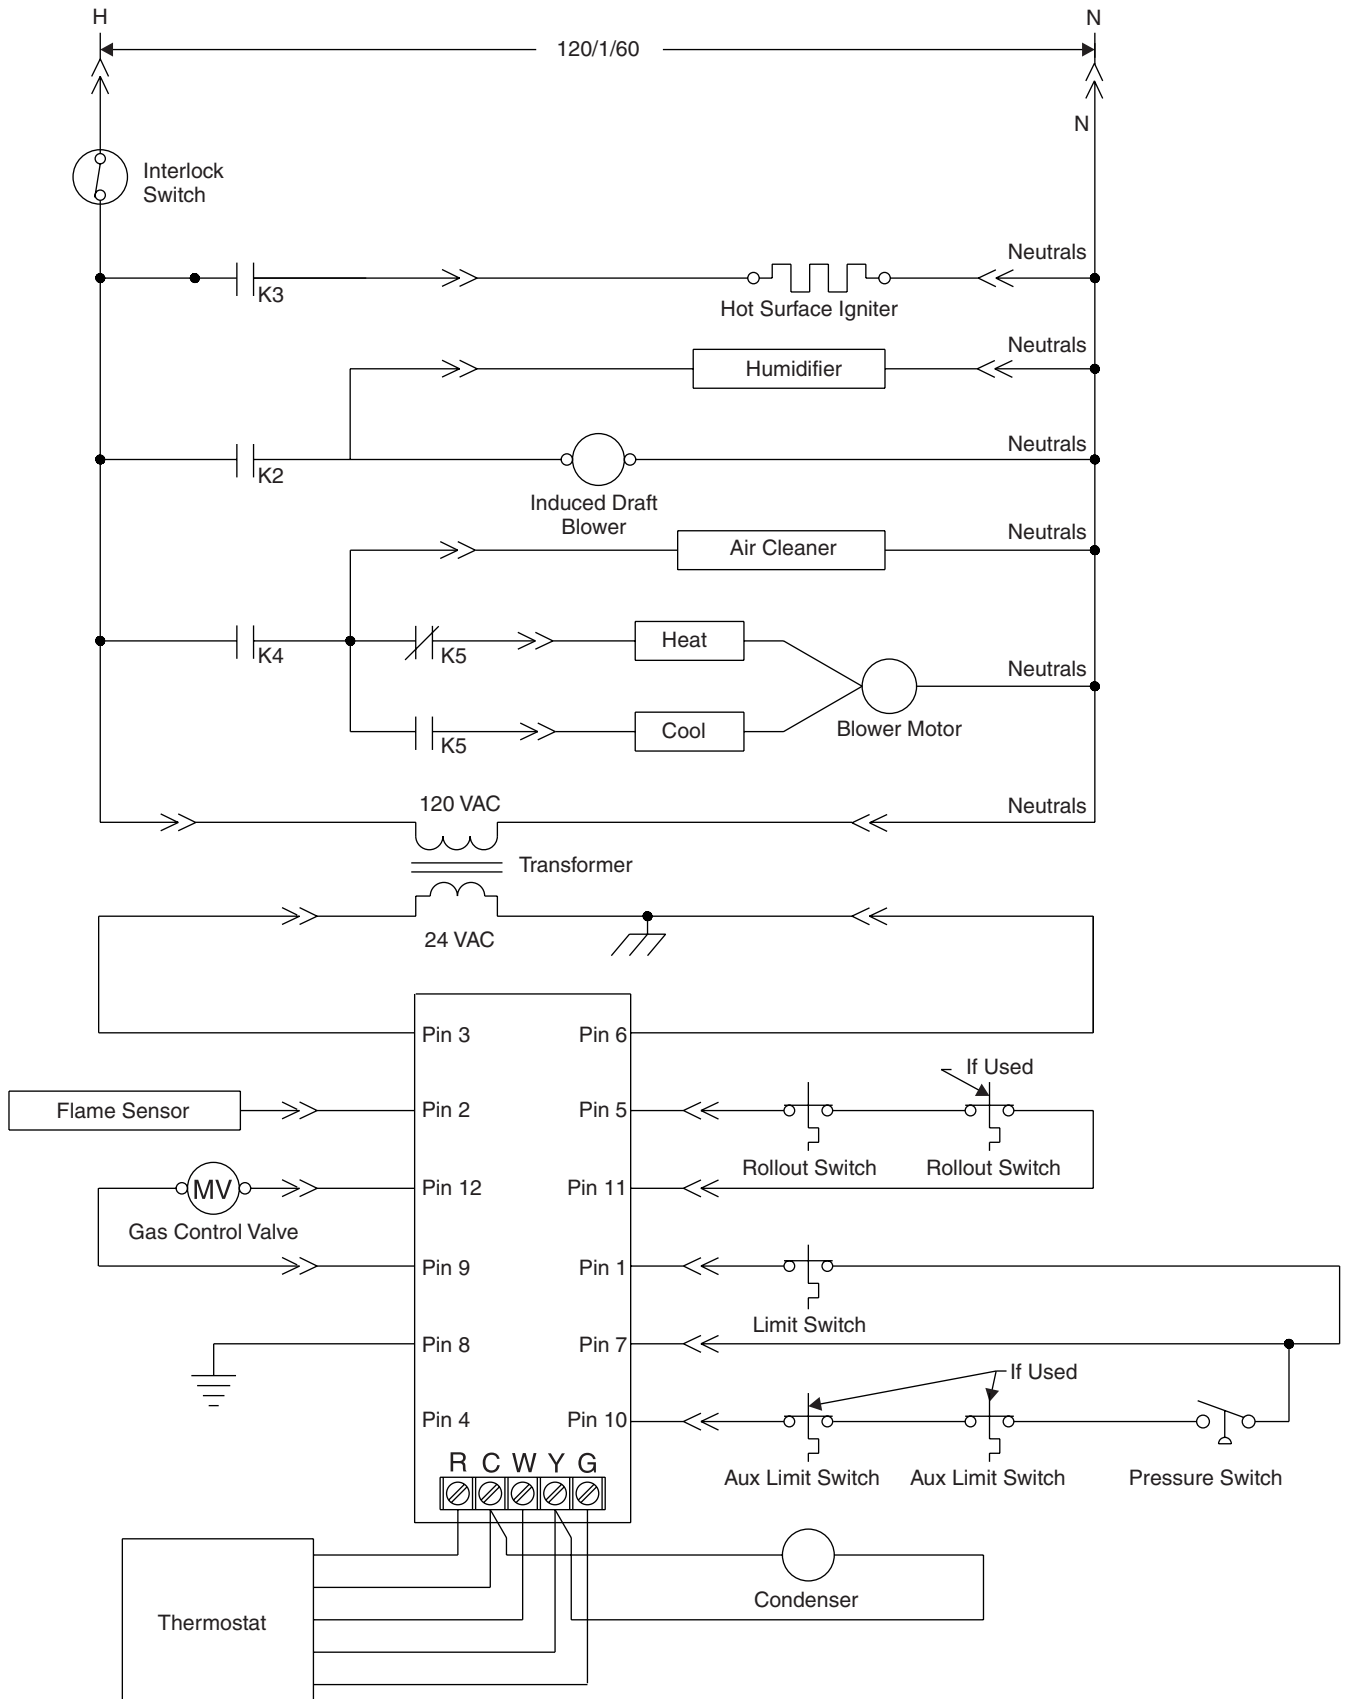 H
N
120/1/60
N
Interlock
Switch
Neutrals
K3
Hot Surface Igniter
Neutrals
Humidifier
Neutrals
K2
Induced Draft
Blower
Neutrals
Air Cleaner
K4
K5
Heat
Neutrals
K5
Cool
Blower Motor
120 VAC
Neutrals
Transformer
24 VAC
Pin 3
Pin 6
If Used
Flame Sensor
Pin 2
Pin 5
Rollout Switch
Rollout Switch
MV
Pin 12
Pin 11
Gas Control Valve
Pin 9
Pin 1
Limit Switch
Pin 8
Pin 7
If Used
Pin 4
Pin 10
R C W Y G
Aux Limit Switch
Aux Limit Switch
Pressure Switch
Condenser
Thermostat